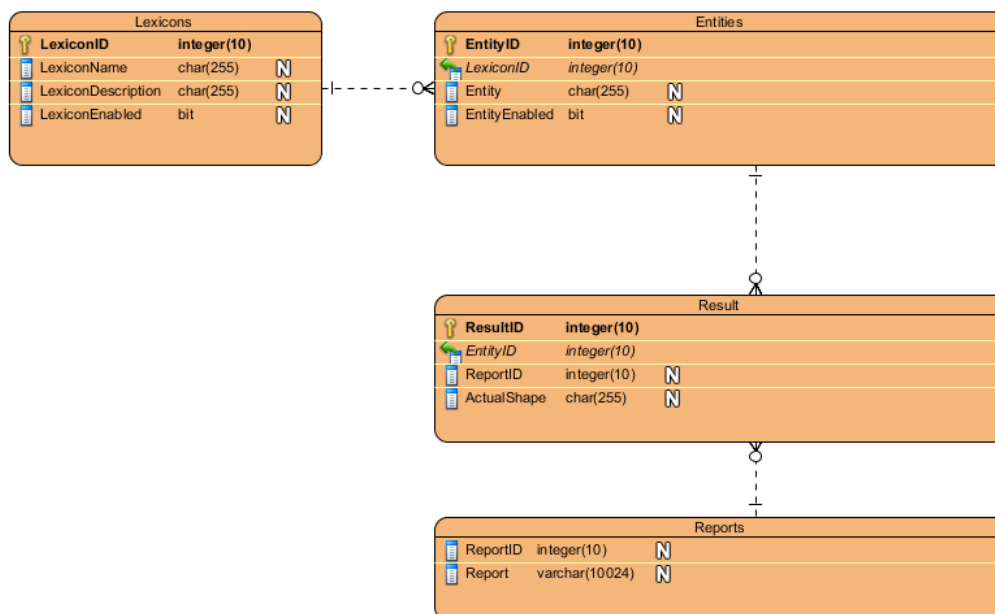 Lexicons
LexiconID integer(10)
LexiconName char(255) N
LexiconDescription char(255) N
LexiconEnabled bit N
Entities
EntityID integer(10)
LexiconID integer(10)
Entity char(255) N
EntityEnabled bit N
Result
ResultID integer(10)
EntityID integer(10)
ReportID integer(10) N
ActualShape char(255) N
Reports
ReportID integer(10) N
Report varchar(10024) N